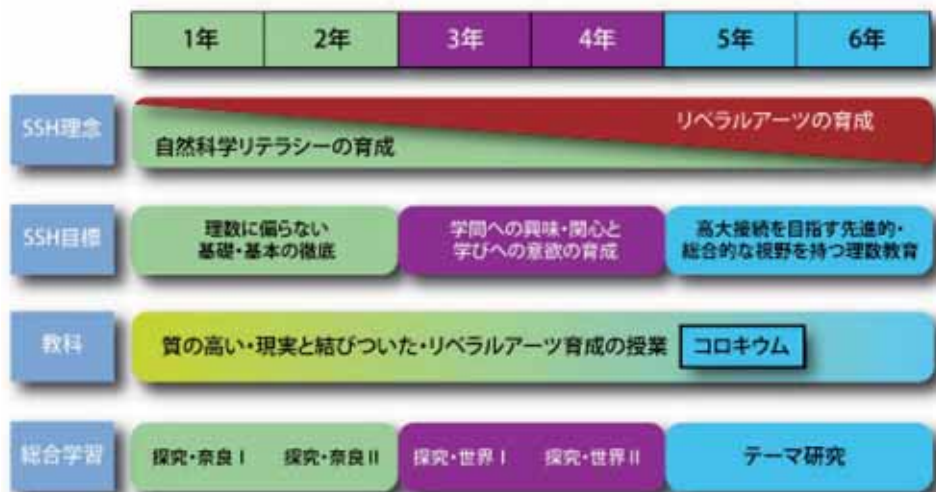 1年 2年 3年 4年 5年 6年
SSH理念
リベラルアーツの育成
自然科学リテラシーの育成
SSH目標
理数に偏らない
基礎・基本の徹底
学問への興味・関心と
学びへの意欲の育成
高大接続を目指す先進的・
総合的な視野を持つ理数教育
教科
質の高い・現実と結びついた・リベラルアーツ育成の授業
コロキウム
総合学習
探究・奈良Ⅰ 探究・奈良Ⅱ 探究・世界Ⅰ 探究・世界Ⅱ テーマ研究